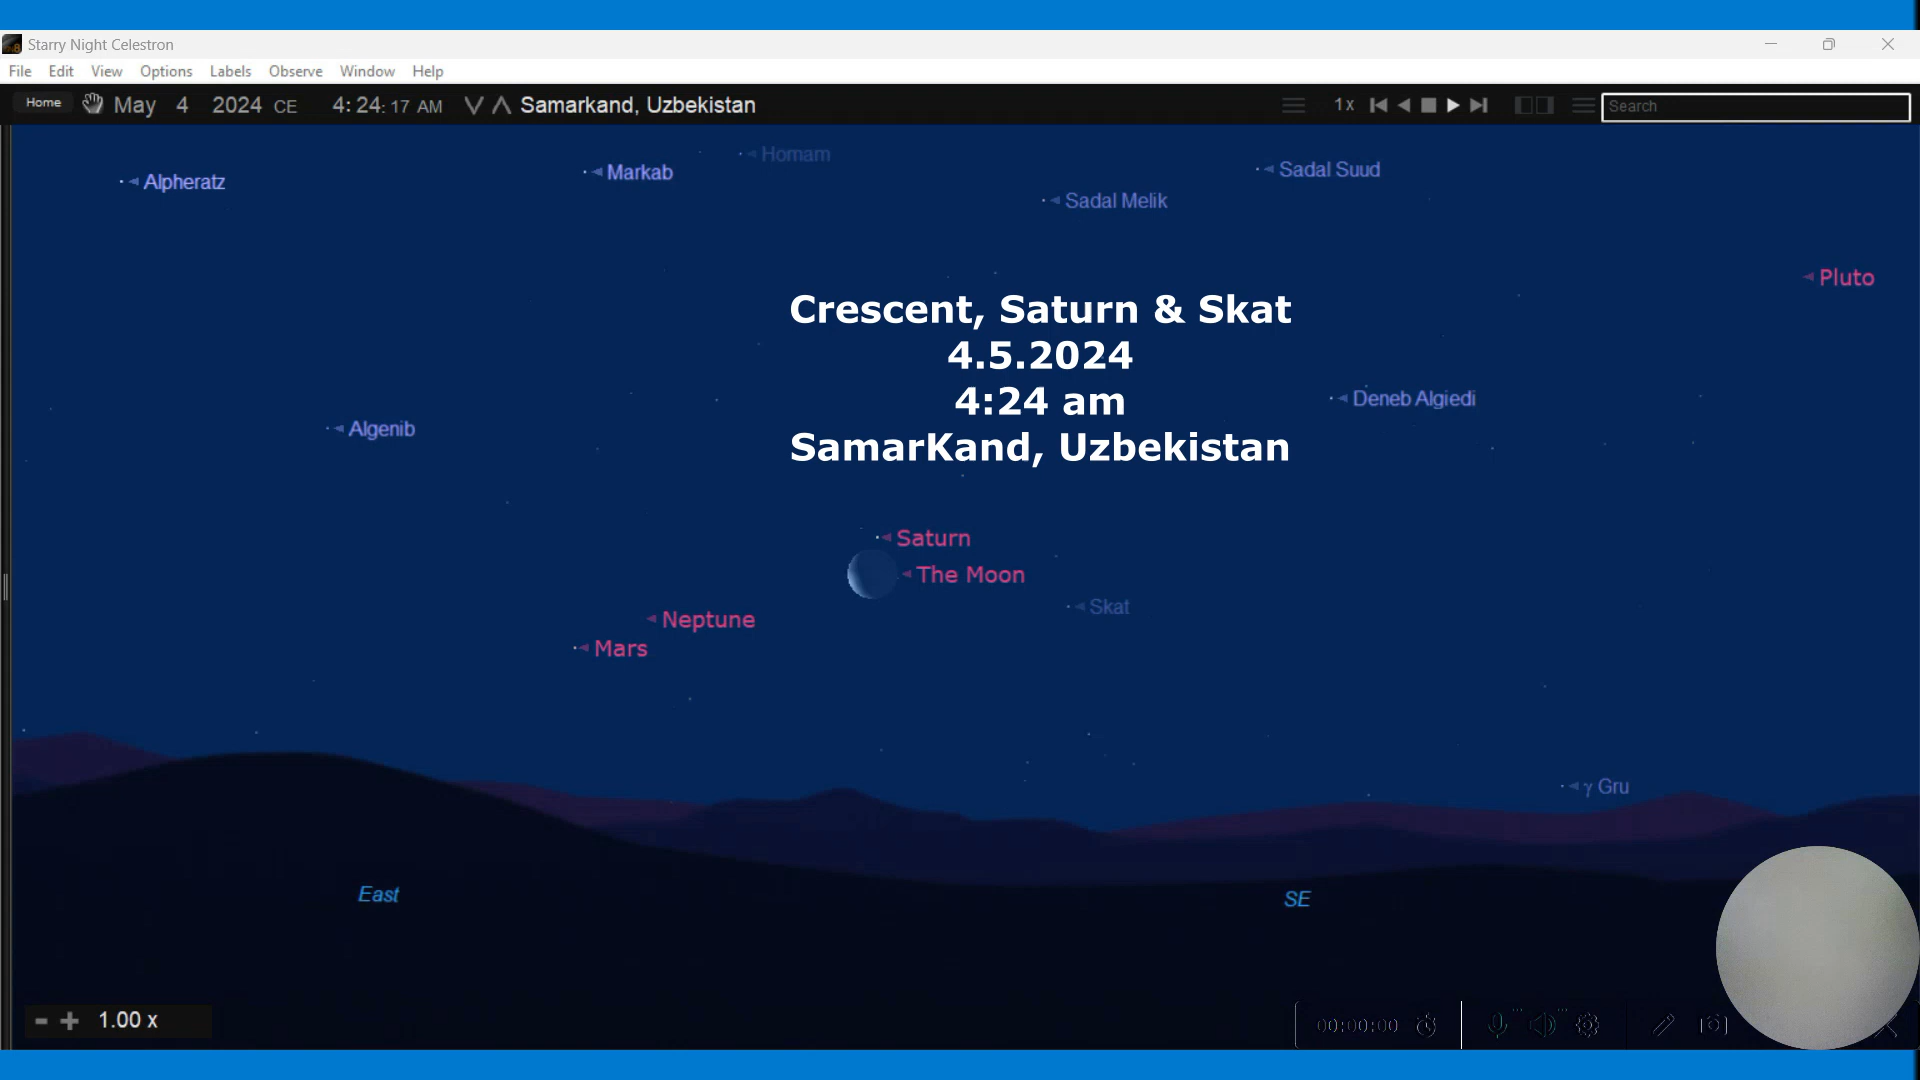 Starry Night Celestron
File Edit View Options Labels Observe Window Help
Home May 4 2024 CE 4:24:17 AM Samarkand, Uzbekistan 1x Search
Homam
Markab
Sadal Suud
Alpheratz
Sadal Melik
Pluto
Crescent, Saturn & Skat
4.5.2024
4:24 am
SamarKand, Uzbekistan
Deneb Algiedi
Algenib
Saturn
The Moon
Skat
Neptune
Mars
γ Gru
East
SE
1.00 x
00:00:00